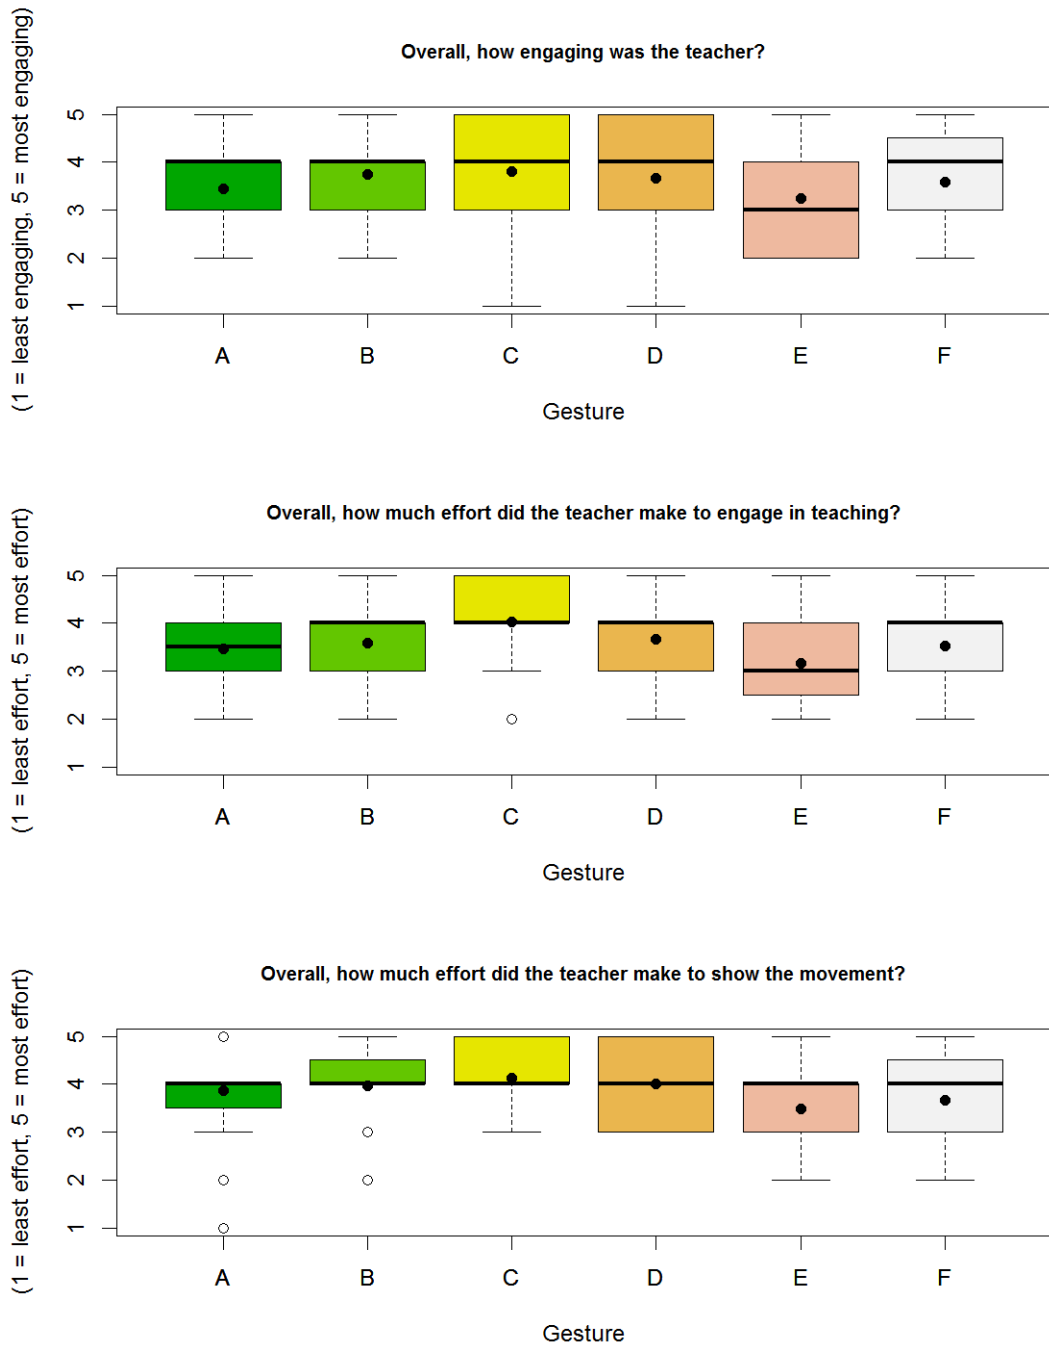 Overall, how engaging was the teacher?
(1 = least engaging, 5 = most engaging)
5
4
3
2
1
A B C D E F
Gesture
Overall, how much effort did the teacher make to engage in teaching?
(1 = least effort, 5 = most effort)
5
4
3
2
1
A B C D E F
Gesture
Overall, how much effort did the teacher make to show the movement?
(1 = least effort, 5 = most effort)
5
4
3
2
1
A B C D E F
Gesture